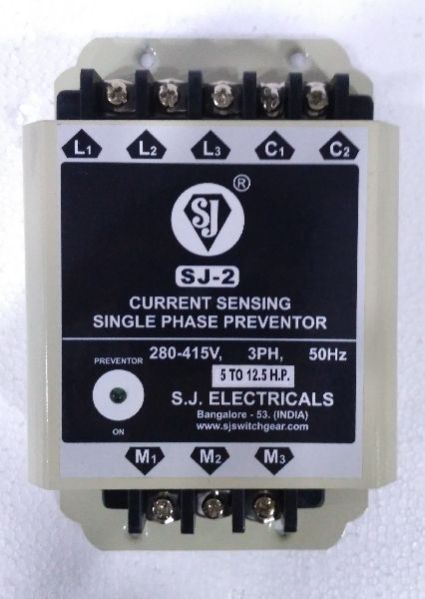 L1 L2 L3 C1 C2
SJ ®
SJ-2
CURRENT SENSING
SINGLE PHASE PREVENTOR
280-415V, 3PH, 50Hz
5 TO 12.5 H.P.
PREVENTOR
ON
S.J. ELECTRICALS
Bangalore - 53. (INDIA)
www.sjswitchgear.com
M1 M2 M3